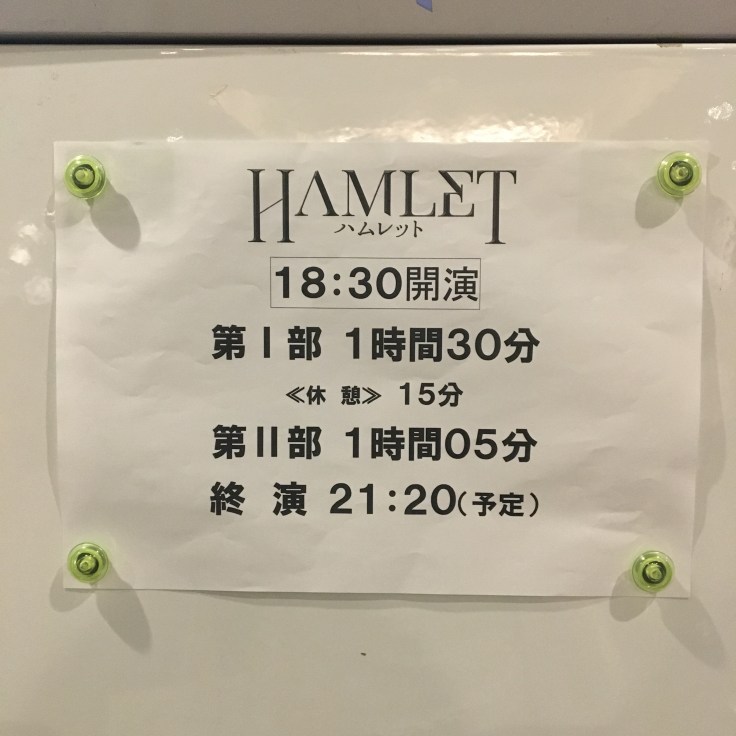 HAMLET
ハムレット
18:30開演
第Ⅰ部 1時間30分
≪休 憩≫ 15分
第Ⅱ部 1時間05分
終 演 21:20(予定)